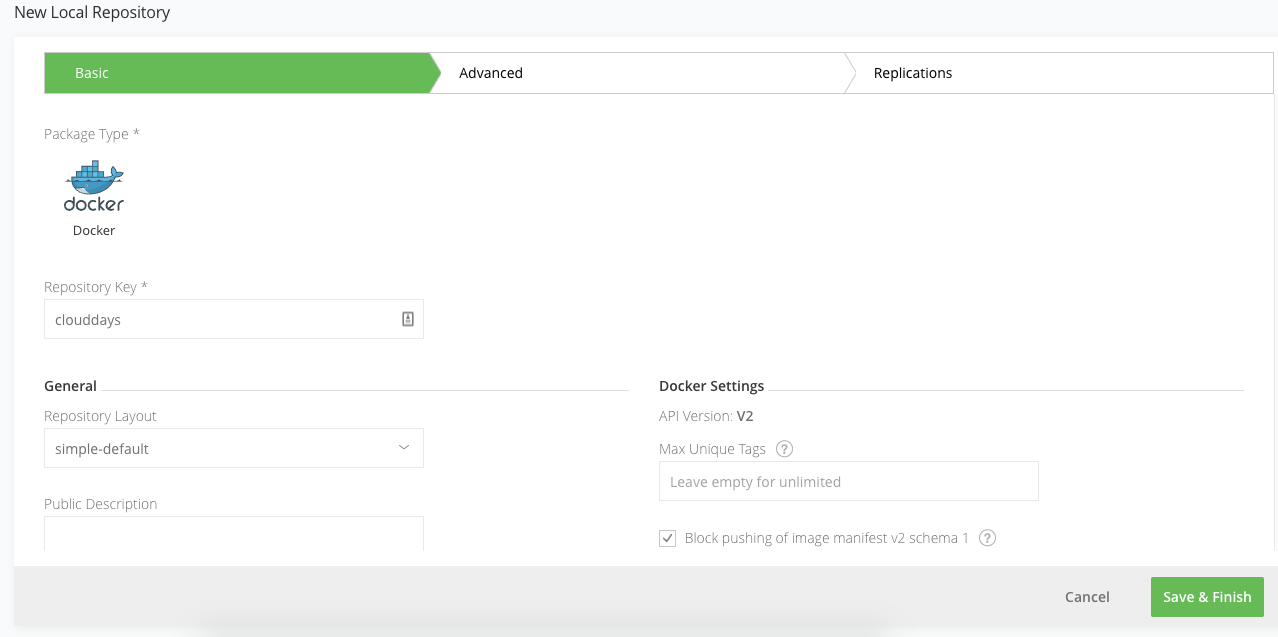 New Local Repository
Basic Advanced Replications
Package Type *
docker
Docker
Repository Key *
clouddays
General
Repository Layout
simple-default
Public Description
Docker Settings
API Version: V2
Max Unique Tags ?
Leave empty for unlimited
Block pushing of image manifest v2 schema 1 ?
Cancel Save & Finish